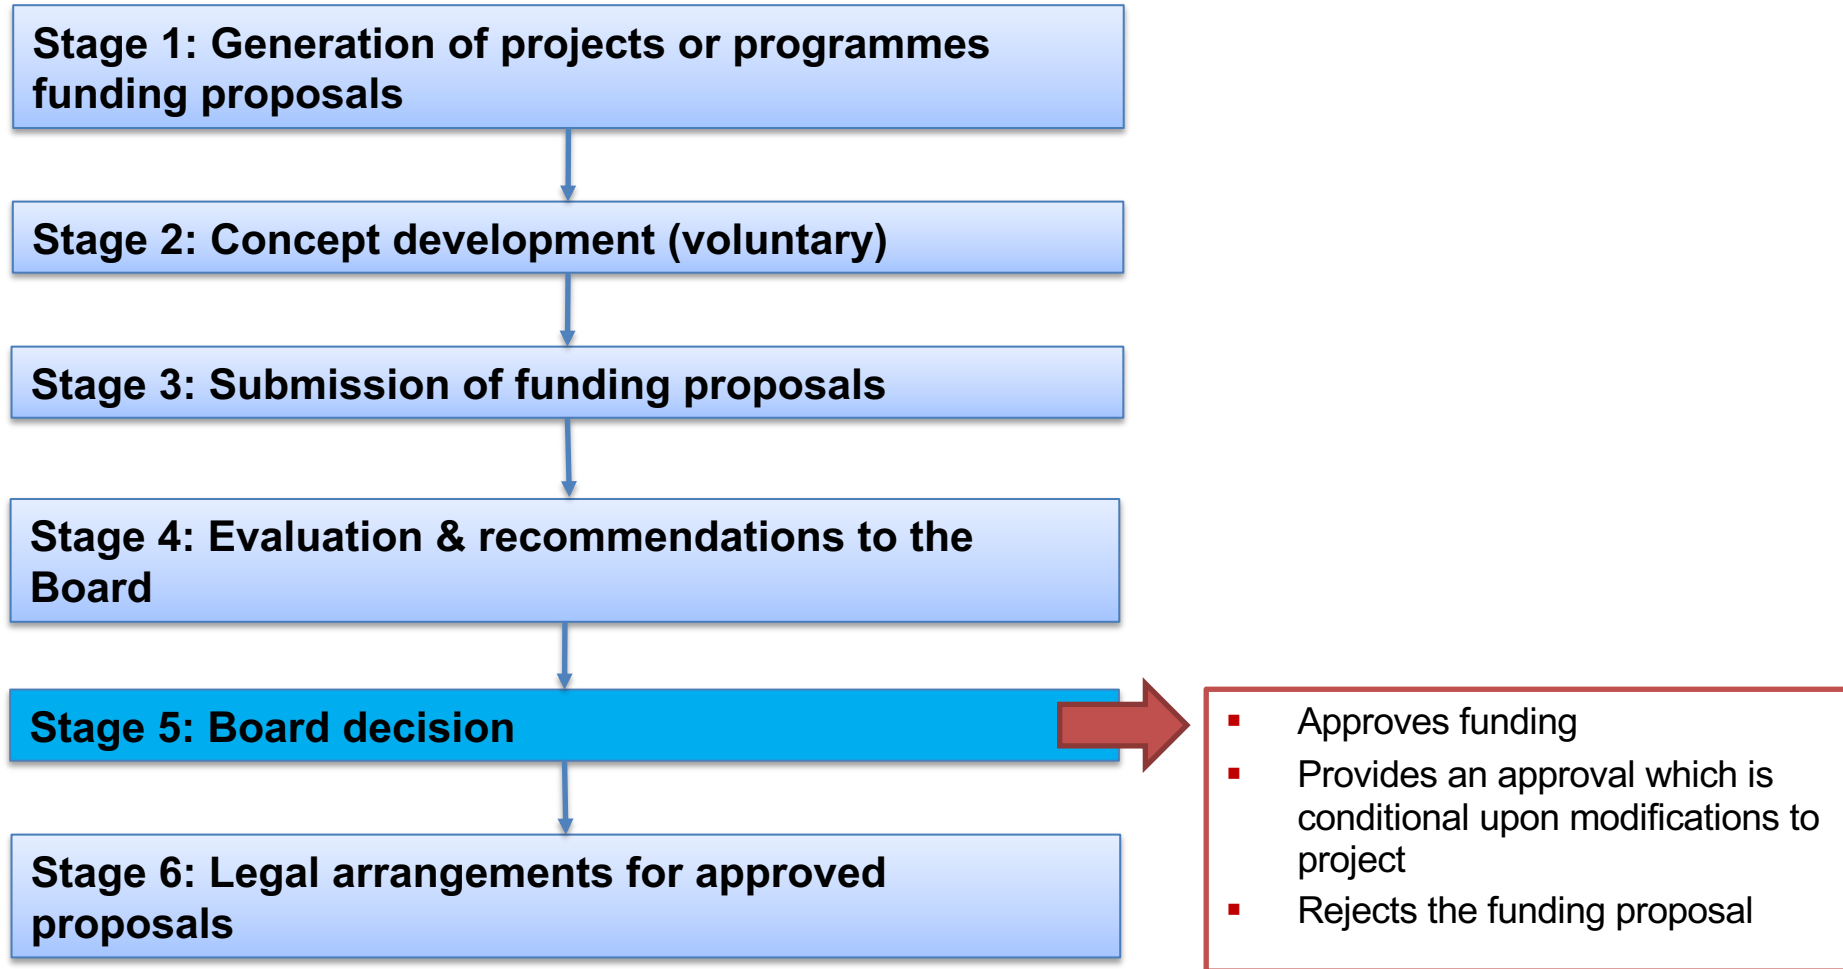 Stage 1: Generation of projects or programmes
funding proposals
Stage 2: Concept development (voluntary)
Stage 3: Submission of funding proposals
Stage 4: Evaluation & recommendations to the
Board
Stage 5: Board decision
▪ Approves funding
▪ Provides an approval which is
conditional upon modifications to
project
▪ Rejects the funding proposal
Stage 6: Legal arrangements for approved
proposals